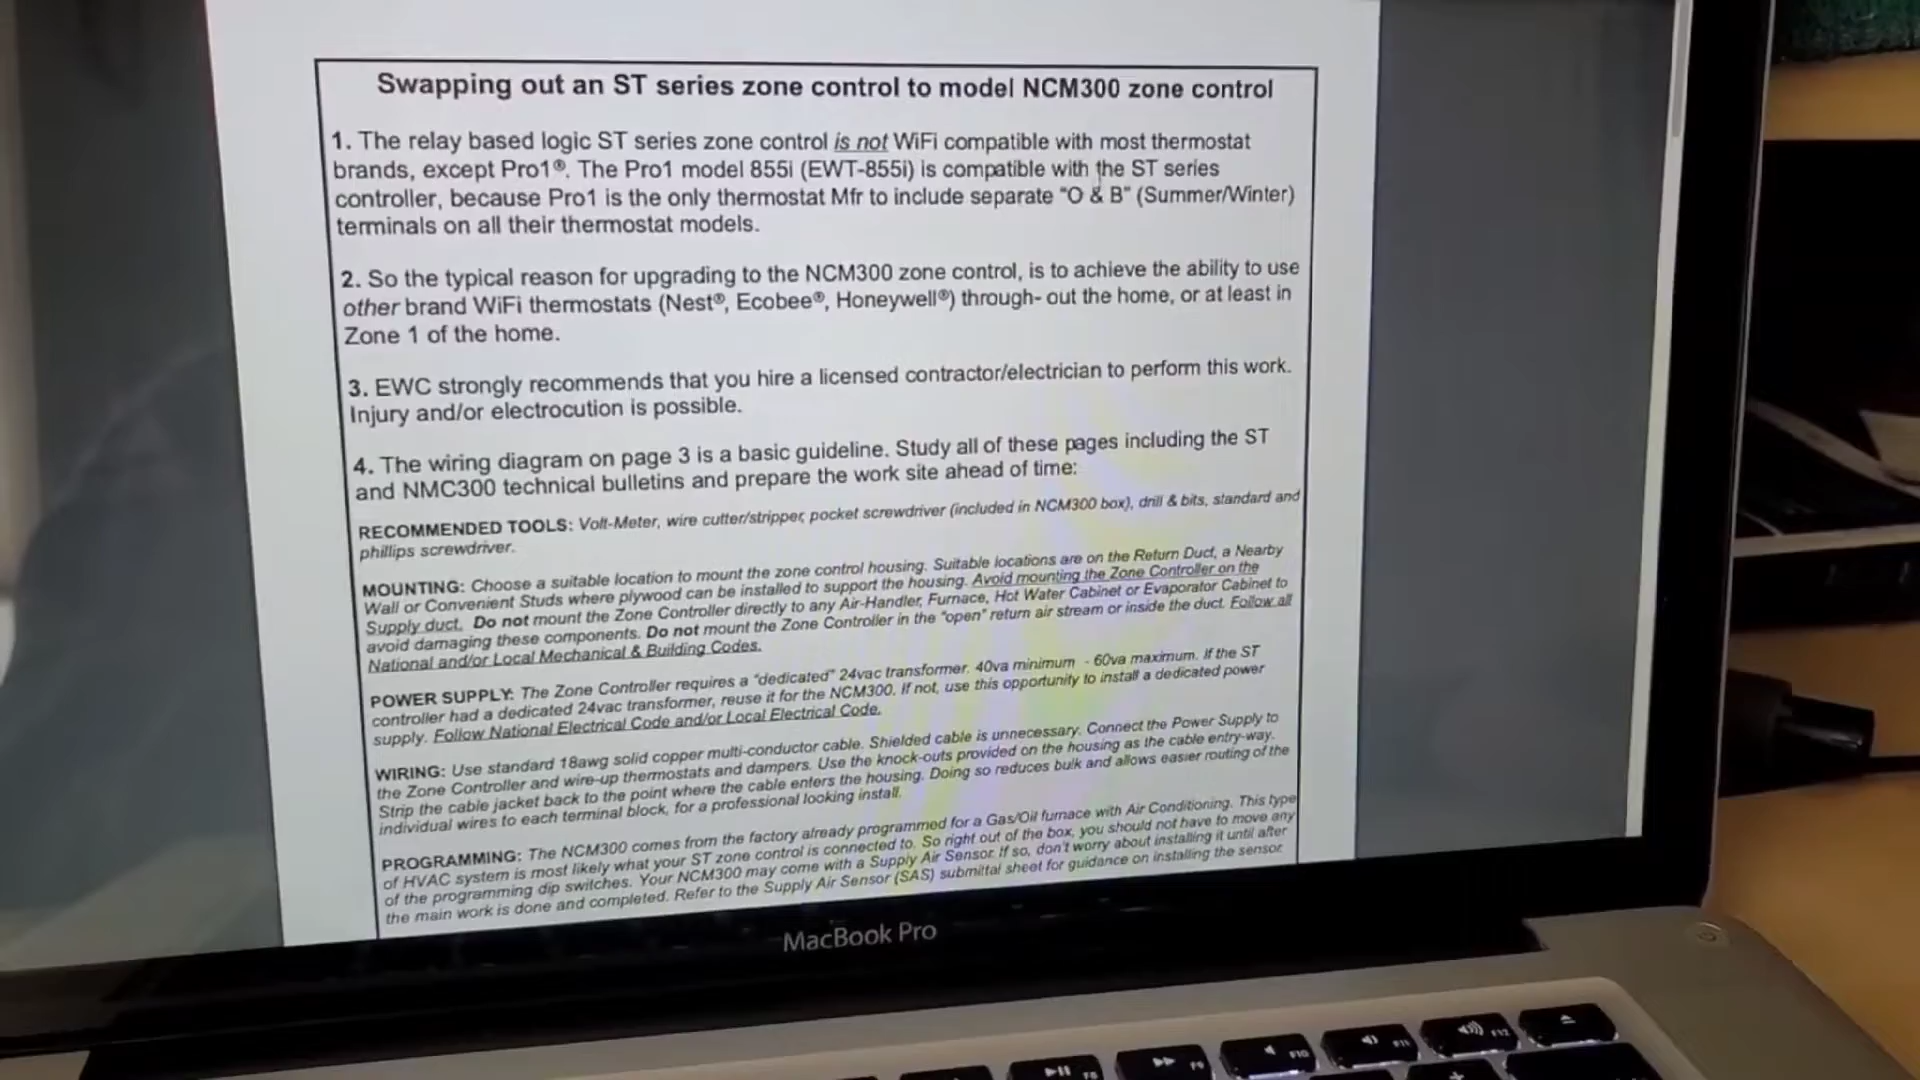 Swapping out an ST series zone control to model NCM300 zone control
1. The relay based logic ST series zone control is not WiFi compatible with most thermostat
brands, except Pro1®. The Pro1 model 855i (EWT-855i) is compatible with the ST series
controller, because Pro1 is the only thermostat Mfr to include separate "O & B" (Summer/Winter)
terminals on all their thermostat models.
2. So the typical reason for upgrading to the NCM300 zone control, is to achieve the ability to use
other brand WiFi thermostats (Nest®, Ecobee®, Honeywell®) through- out the home, or at least in
Zone 1 of the home.
3. EWC strongly recommends that you hire a licensed contractor/electrician to perform this work.
Injury and/or electrocution is possible.
4. The wiring diagram on page 3 is a basic guideline. Study all of these pages including the ST
and NMC300 technical bulletins and prepare the work site ahead of time:
RECOMMENDED TOOLS: Volt-Meter, wire cutter/stripper, pocket screwdriver (included in NCM300 box), drill & bits, standard and
phillips screwdriver.
MOUNTING: Choose a suitable location to mount the zone control housing. Suitable locations are on the Return Duct, a Nearby
Wall or Convenient Studs where plywood can be installed to support the housing. Avoid mounting the Zone Controller on the
Supply duct. Do not mount the Zone Controller directly to any Air-Handler, Furnace, Hot Water Cabinet or Evaporator Cabinet to
avoid damaging these components. Do not mount the Zone Controller in the "open" return air stream or inside the duct. Follow all
National and/or Local Mechanical & Building Codes.
POWER SUPPLY: The Zone Controller requires a "dedicated" 24vac transformer. 40va minimum - 60va maximum. If the ST
controller had a dedicated 24vac transformer, reuse it for the NCM300. If not, use this opportunity to install a dedicated power
supply. Follow National Electrical Code and/or Local Electrical Code.
WIRING: Use standard 18awg solid copper multi-conductor cable. Shielded cable is unnecessary. Connect the Power Supply to
the Zone Controller and wire-up thermostats and dampers. Use the knock-outs provided on the housing as the cable entry-way.
Strip the cable jacket back to the point where the cable enters the housing. Doing so reduces bulk and allows easier routing of the
individual wires to each terminal block, for a professional looking install.
PROGRAMMING: The NCM300 comes from the factory already programmed for a Gas/Oil furnace with Air Conditioning. This type
of HVAC system is most likely what your ST zone control is connected to. So right out of the box, you should not have to move any
of the programming dip switches. Your NCM300 may come with a Supply Air Sensor. If so, don't worry about installing it until after
the main work is done and completed. Refer to the Supply Air Sensor (SAS) submittal sheet for guidance on installing the sensor.
MacBook Pro
F8
F9
F10
F11
F12